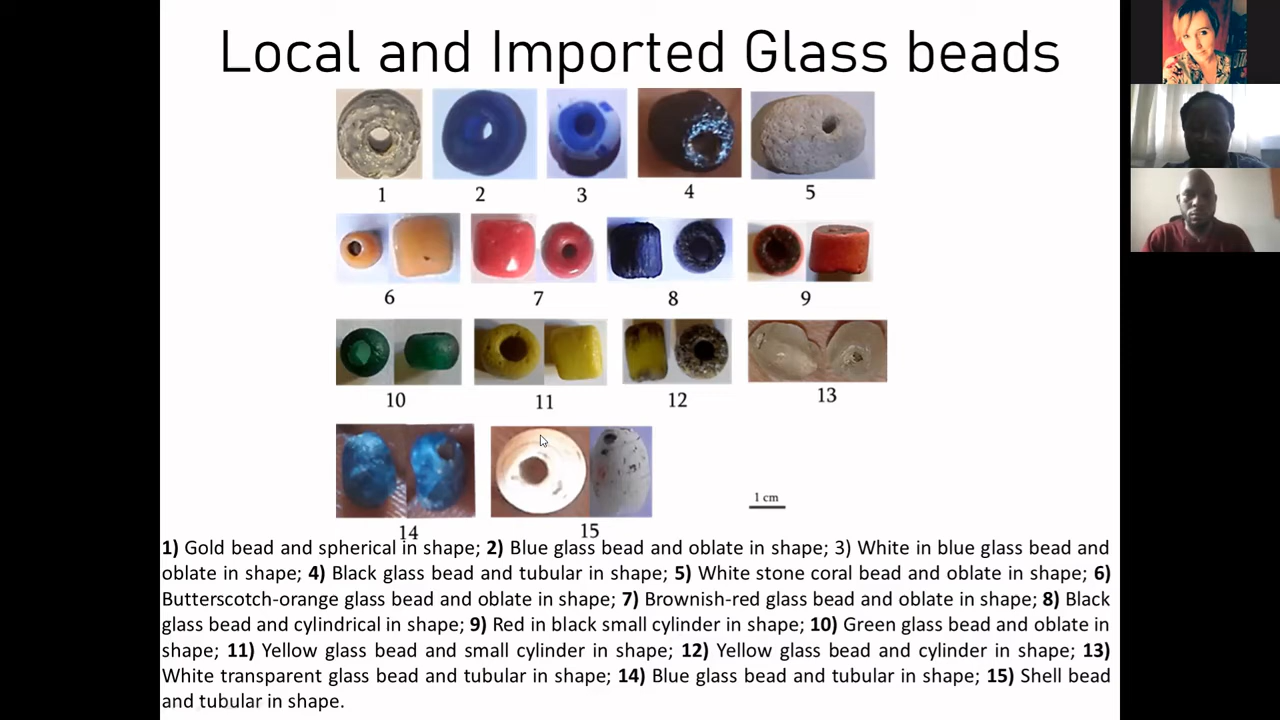 Local and Imported Glass beads
1 2 3 4 5
6 7 8 9
10 11 12 13
1 cm
14 15
1) Gold bead and spherical in shape; 2) Blue glass bead and oblate in shape; 3) White in blue glass bead and
oblate in shape; 4) Black glass bead and tubular in shape; 5) White stone coral bead and oblate in shape; 6)
Butterscotch-orange glass bead and oblate in shape; 7) Brownish-red glass bead and oblate in shape; 8) Black
glass bead and cylindrical in shape; 9) Red in black small cylinder in shape; 10) Green glass bead and oblate in
shape; 11) Yellow glass bead and small cylinder in shape; 12) Yellow glass bead and cylinder in shape; 13)
White transparent glass bead and tubular in shape; 14) Blue glass bead and tubular in shape; 15) Shell bead
and tubular in shape.